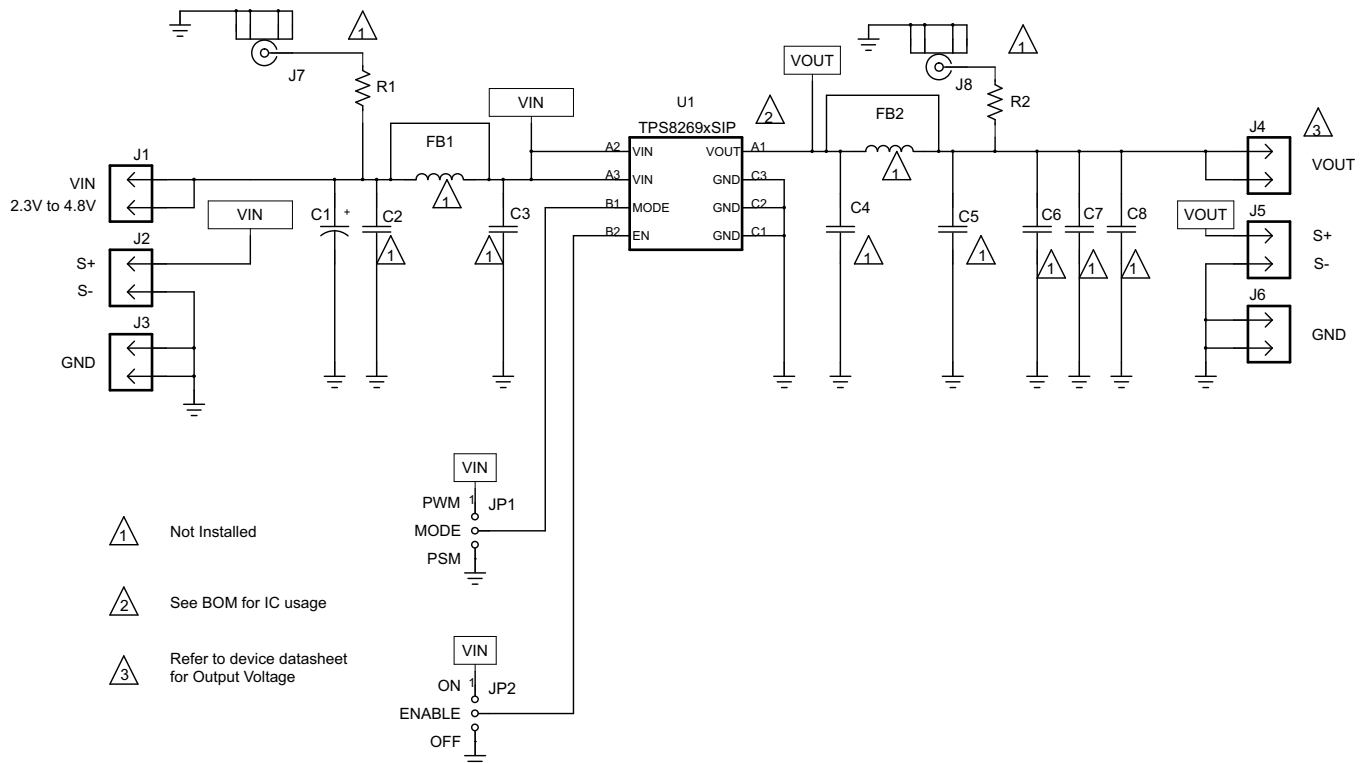 1
J7
R1
VIN
FB1
1
J1
VIN
2.3V to 4.8V
VIN
J2
S+
S-
J3
GND
C1
+
C2
1
C3
1
U1
TPS8269xSIP
2
A2
VIN
VOUT
A1
A3
VIN
GND
C3
B1
MODE
GND
C2
B2
EN
GND
C1
VOUT
J8
1
R2
FB2
1
C4
1
C5
1
C6
1
C7
1
C8
1
J4
3
VOUT
VOUT
J5
S+
S-
J6
GND
VIN
PWM
1
JP1
MODE
PSM
VIN
ON
1
JP2
ENABLE
OFF
1
Not Installed
2
See BOM for IC usage
3
Refer to device datasheet
for Output Voltage